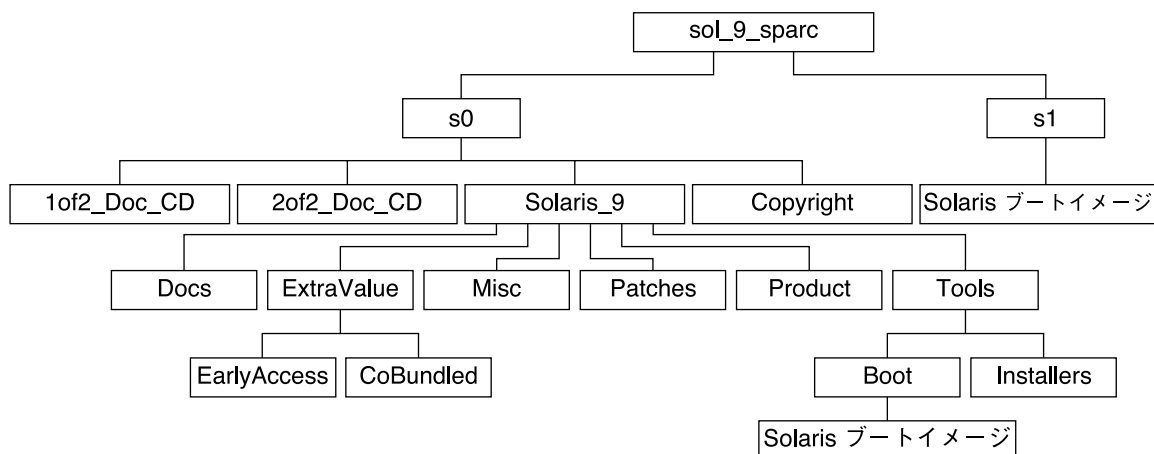 sol_9_sparc
s0
s1
1of2_Doc_CD
2of2_Doc_CD
Solaris_9
Copyright
Solaris ブートイメージ
Docs
ExtraValue
Misc
Patches
Product
Tools
EarlyAccess
CoBundled
Boot
Installers
Solaris ブートイメージ